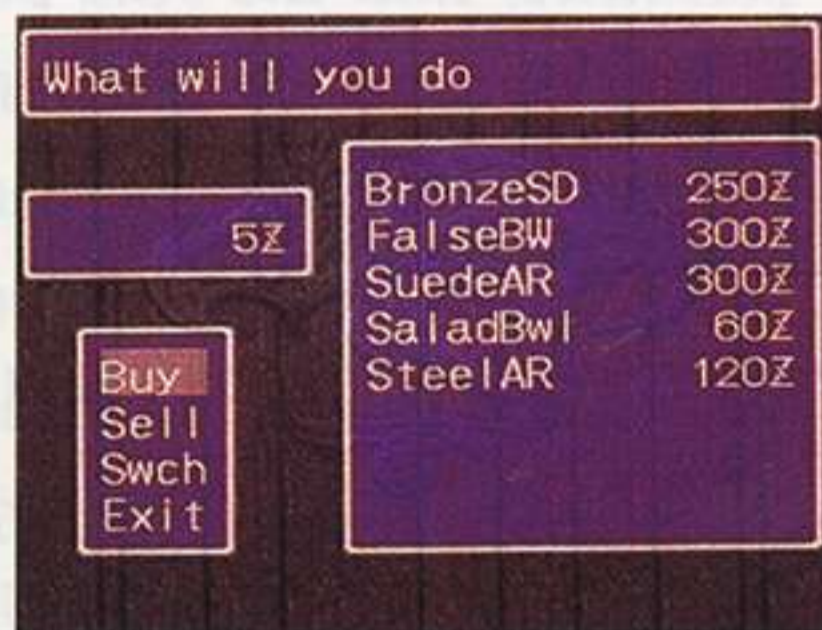 What will you do
5Z
BronzeSD 250Z
FalseBW 300Z
SuedeAR 300Z
SaladBwl 60Z
SteelAR 120Z
Buy
Sell
Swch
Exit